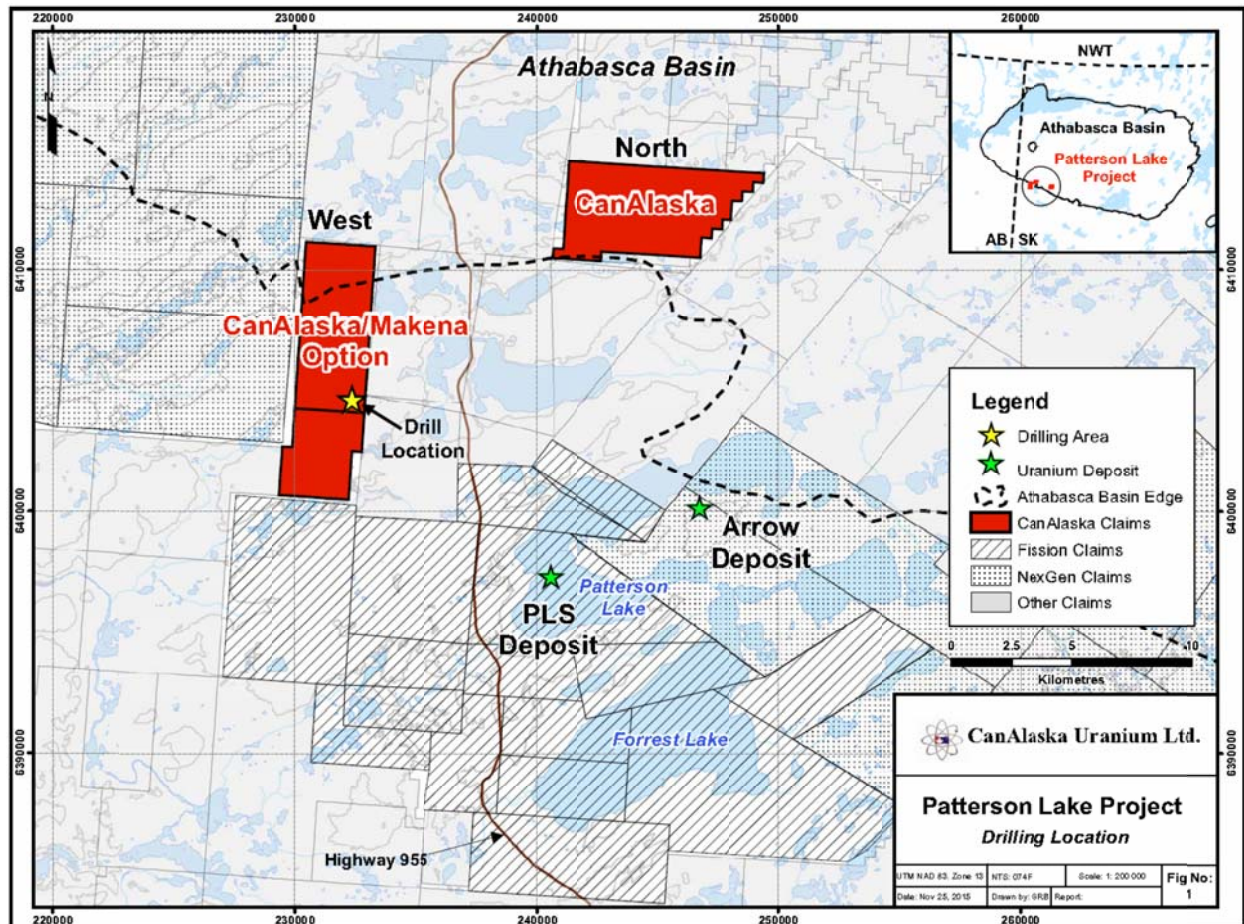 220000 230000 240000 250000 260000
Athabasca Basin
N
North
CanAlaska
West
CanAlaska/Makena
Option
Drill
Location
6410000
6410000
6400000
6400000
6390000
6390000
Arrow
Deposit
Patterson
Lake
PLS
Deposit
Forrest Lake
Highway 955
NWT
Athabasca Basin
Patterson Lake
Project
AB SK
Legend
Drilling Area
Uranium Deposit
Athabasca Basin Edge
CanAlaska Claims
Fission Claims
NexGen Claims
Other Claims
0 2.5 5 10
Kilometres
CanAlaska Uranium Ltd.
Patterson Lake Project
Drilling Location
UTM NAD 83, Zone 13 NTS: 074F Scale: 1: 200 000 Fig No:
1
Date: Nov 25, 2015 Drawn by: GRB Report:
220000 230000 240000 250000 260000